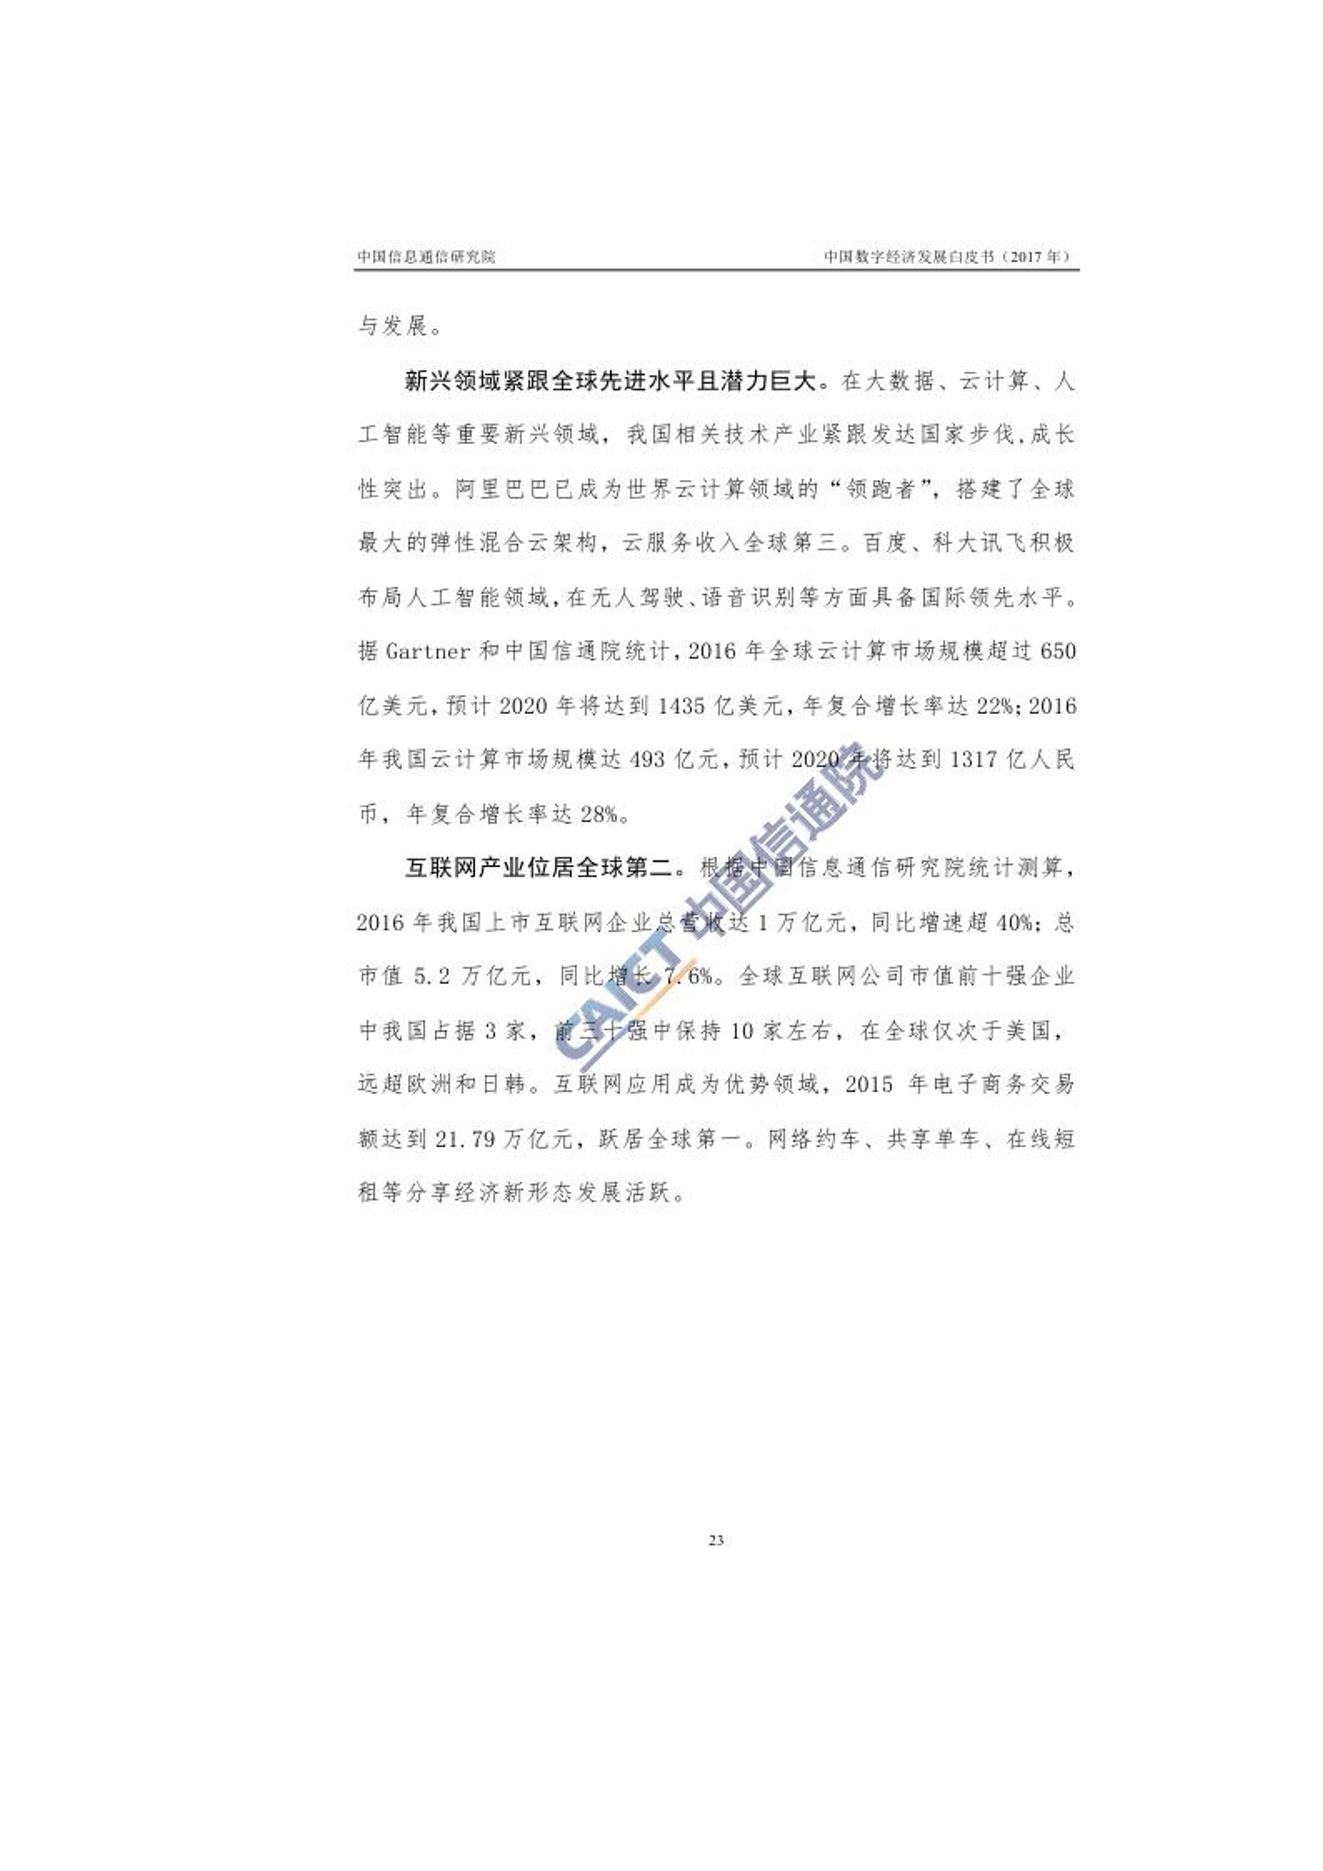 中国信息通信研究院 中国数字经济发展白皮书（2017 年）
与发展。
新兴领域紧跟全球先进水平且潜力巨大。在大数据、云计算、人
工智能等重要新兴领域，我国相关技术产业紧跟发达国家步伐，成长
性突出。阿里巴巴已成为世界云计算领域的“领跑者”，搭建了全球
最大的弹性混合云架构，云服务收入全球第三。百度、科大讯飞积极
布局人工智能领域，在无人驾驶、语音识别等方面具备国际领先水平。
据 Gartner 和中国信通院统计，2016 年全球云计算市场规模超过 650
亿美元，预计 2020 年将达到 1435 亿美元，年复合增长率达 22%；2016
年我国云计算市场规模达 493 亿元，预计 2020 年将达到 1317 亿人民
币，年复合增长率达 28%。
互联网产业位居全球第二。根据中国信息通信研究院统计测算，
2016 年我国上市互联网企业总营收达 1 万亿元，同比增速超 40%；总
市值 5.2 万亿元，同比增长 7.6%。全球互联网公司市值前十强企业
中我国占据 3 家，前三十强中保持 10 家左右，在全球仅次于美国，
远超欧洲和日韩。互联网应用成为优势领域，2015 年电子商务交易
额达到 21.79 万亿元，跃居全球第一。网络约车、共享单车、在线短
租等分享经济新形态发展活跃。
CAICT 中国信通院
23